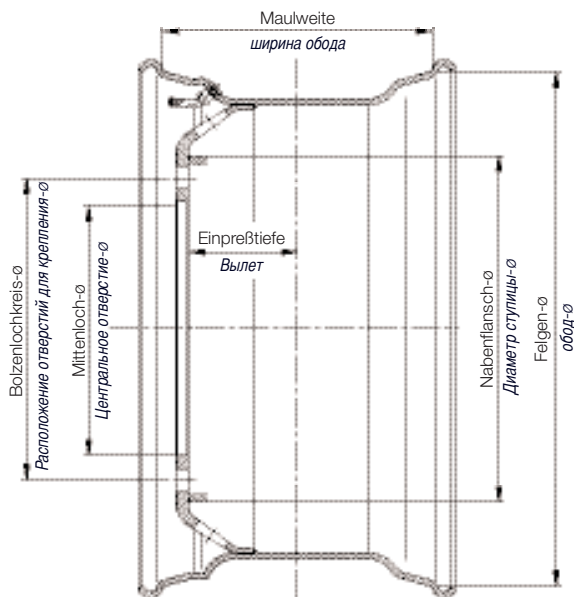 Maulweite
ширина обода
Einpreßtiefe
Вылет
Bolzenlochkreis-ø
Расположение отверстий для крепления-ø
Mittenloch-ø
Центральное отверстие-ø
Nabenflansch-ø
Диаметр ступицы-ø
Felgen-ø
обод-ø